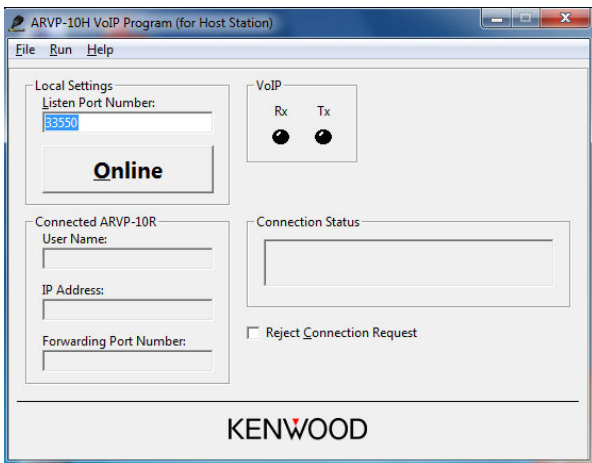 ARVP-10H VoIP Program (for Host Station)
File Run Help
Local Settings
Listen Port Number:
33550
Online
VoIP
Rx Tx
Connected ARVP-10R
User Name:
IP Address:
Forwarding Port Number:
Connection Status
Reject Connection Request
KENWOOD